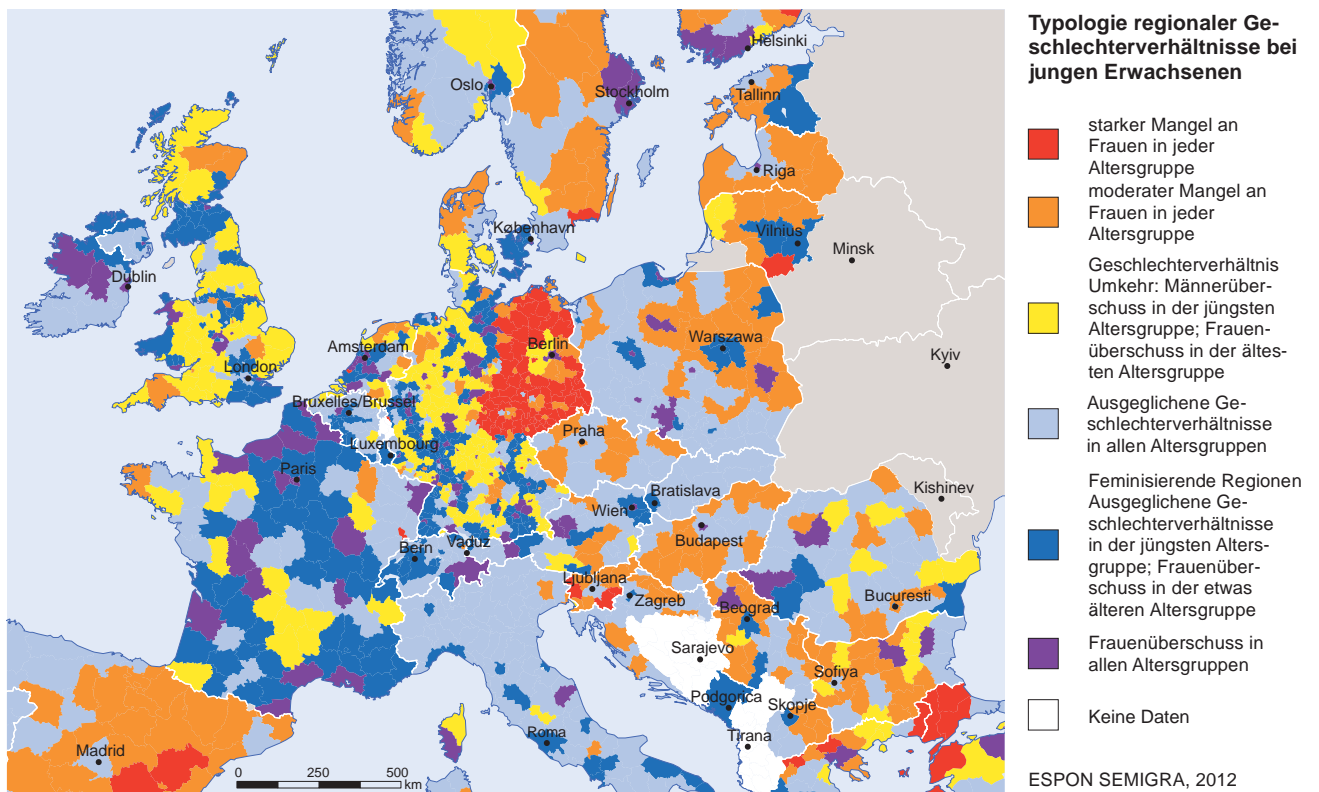 Typologie regionaler Ge-
schlechterverhältnisse bei
jungen Erwachsenen
starker Mangel an
Frauen in jeder
Altersgruppe
moderater Mangel an
Frauen in jeder
Altersgruppe
Geschlechterverhältnis
Umkehr: Männerüber-
schuss in der jüngsten
Altersgruppe; Frauen-
überschuss in der ältes-
ten Altersgruppe
Ausgeglichene Ge-
schlechterverhältnisse
in allen Altersgruppen
Feminisierende Regionen
Ausgeglichene Ge-
schlechterverhältnisse
in der jüngsten Alters-
gruppe; Frauenüber-
schuss in der etwas
älteren Altersgruppe
Frauenüberschuss in
allen Altersgruppen
Keine Daten
ESPON SEMIGRA, 2012
Helsinki
Oslo
Stockholm
Tallinn
Riga
København
Vilnius
Minsk
Dublin
Amsterdam
Berlin
Warszawa
London
Kyiv
Bruxelles/Brussel
Luxembourg
Praha
Paris
Kishinev
Bratislava
Wien
Budapest
Bern
Vaduz
Ljubljana
Zagreb
Beograd
Bucuresti
Sarajevo
Sofiya
Podgorica
Skopje
Roma
Tirana
Madrid
0 250 500
km